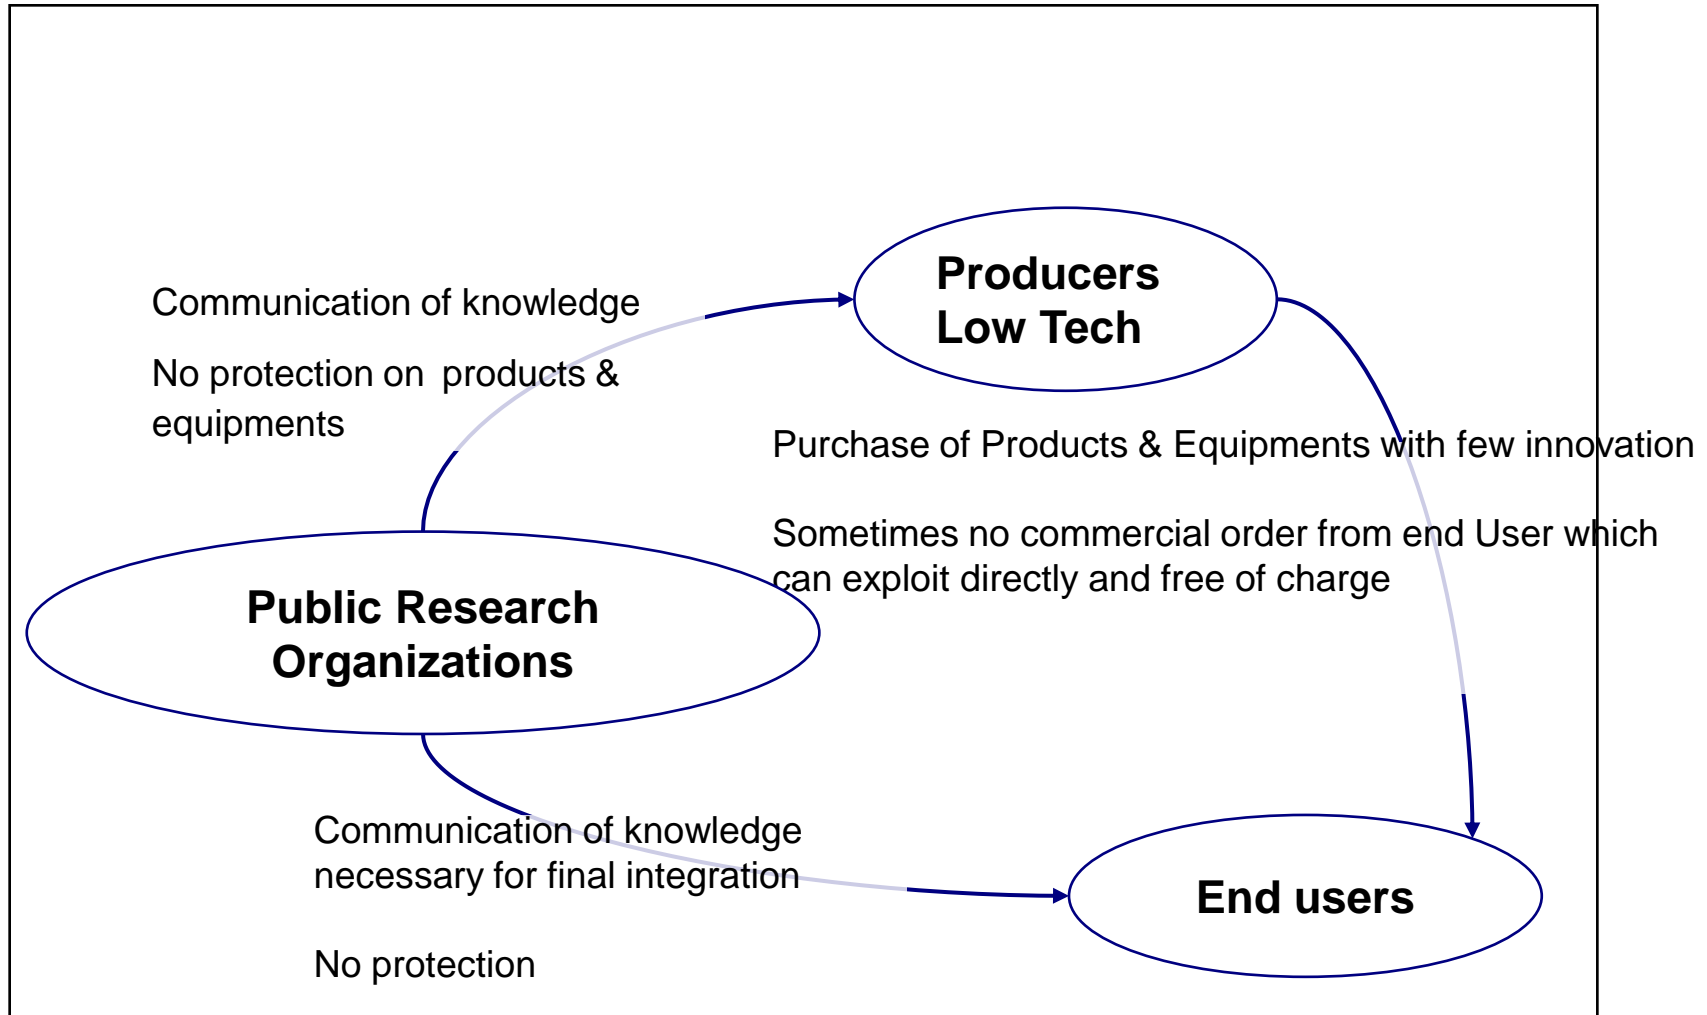 Producers
Low Tech
Communication of knowledge
No protection on products &
equipments
Purchase of Products & Equipments with few innovation
Sometimes no commercial order from end User which
can exploit directly and free of charge
Public Research
Organizations
Communication of knowledge
necessary for final integration
No protection
End users